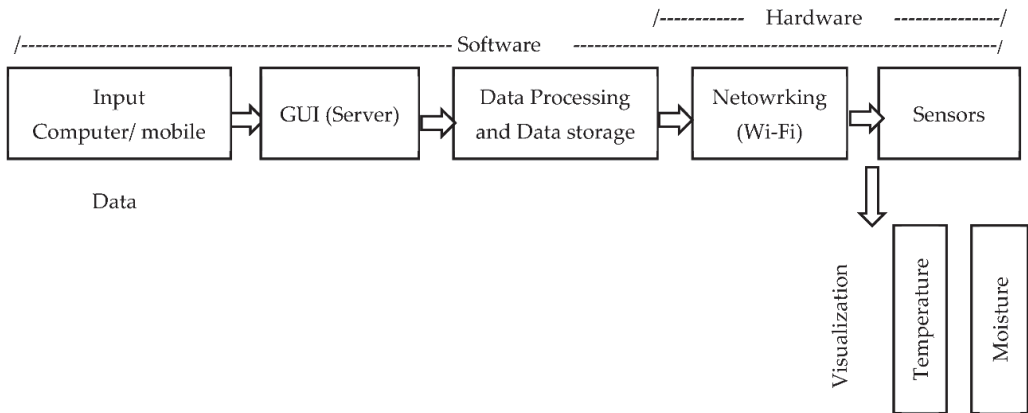 /--------- Hardware ---------/
/------------------------------------------ Software ------------------------------------------/
Input
Computer/ mobile
GUI (Server)
Data Processing
and Data storage
Netowrking
(Wi-Fi)
Sensors
Data
Visualization
Temperature
Moisture